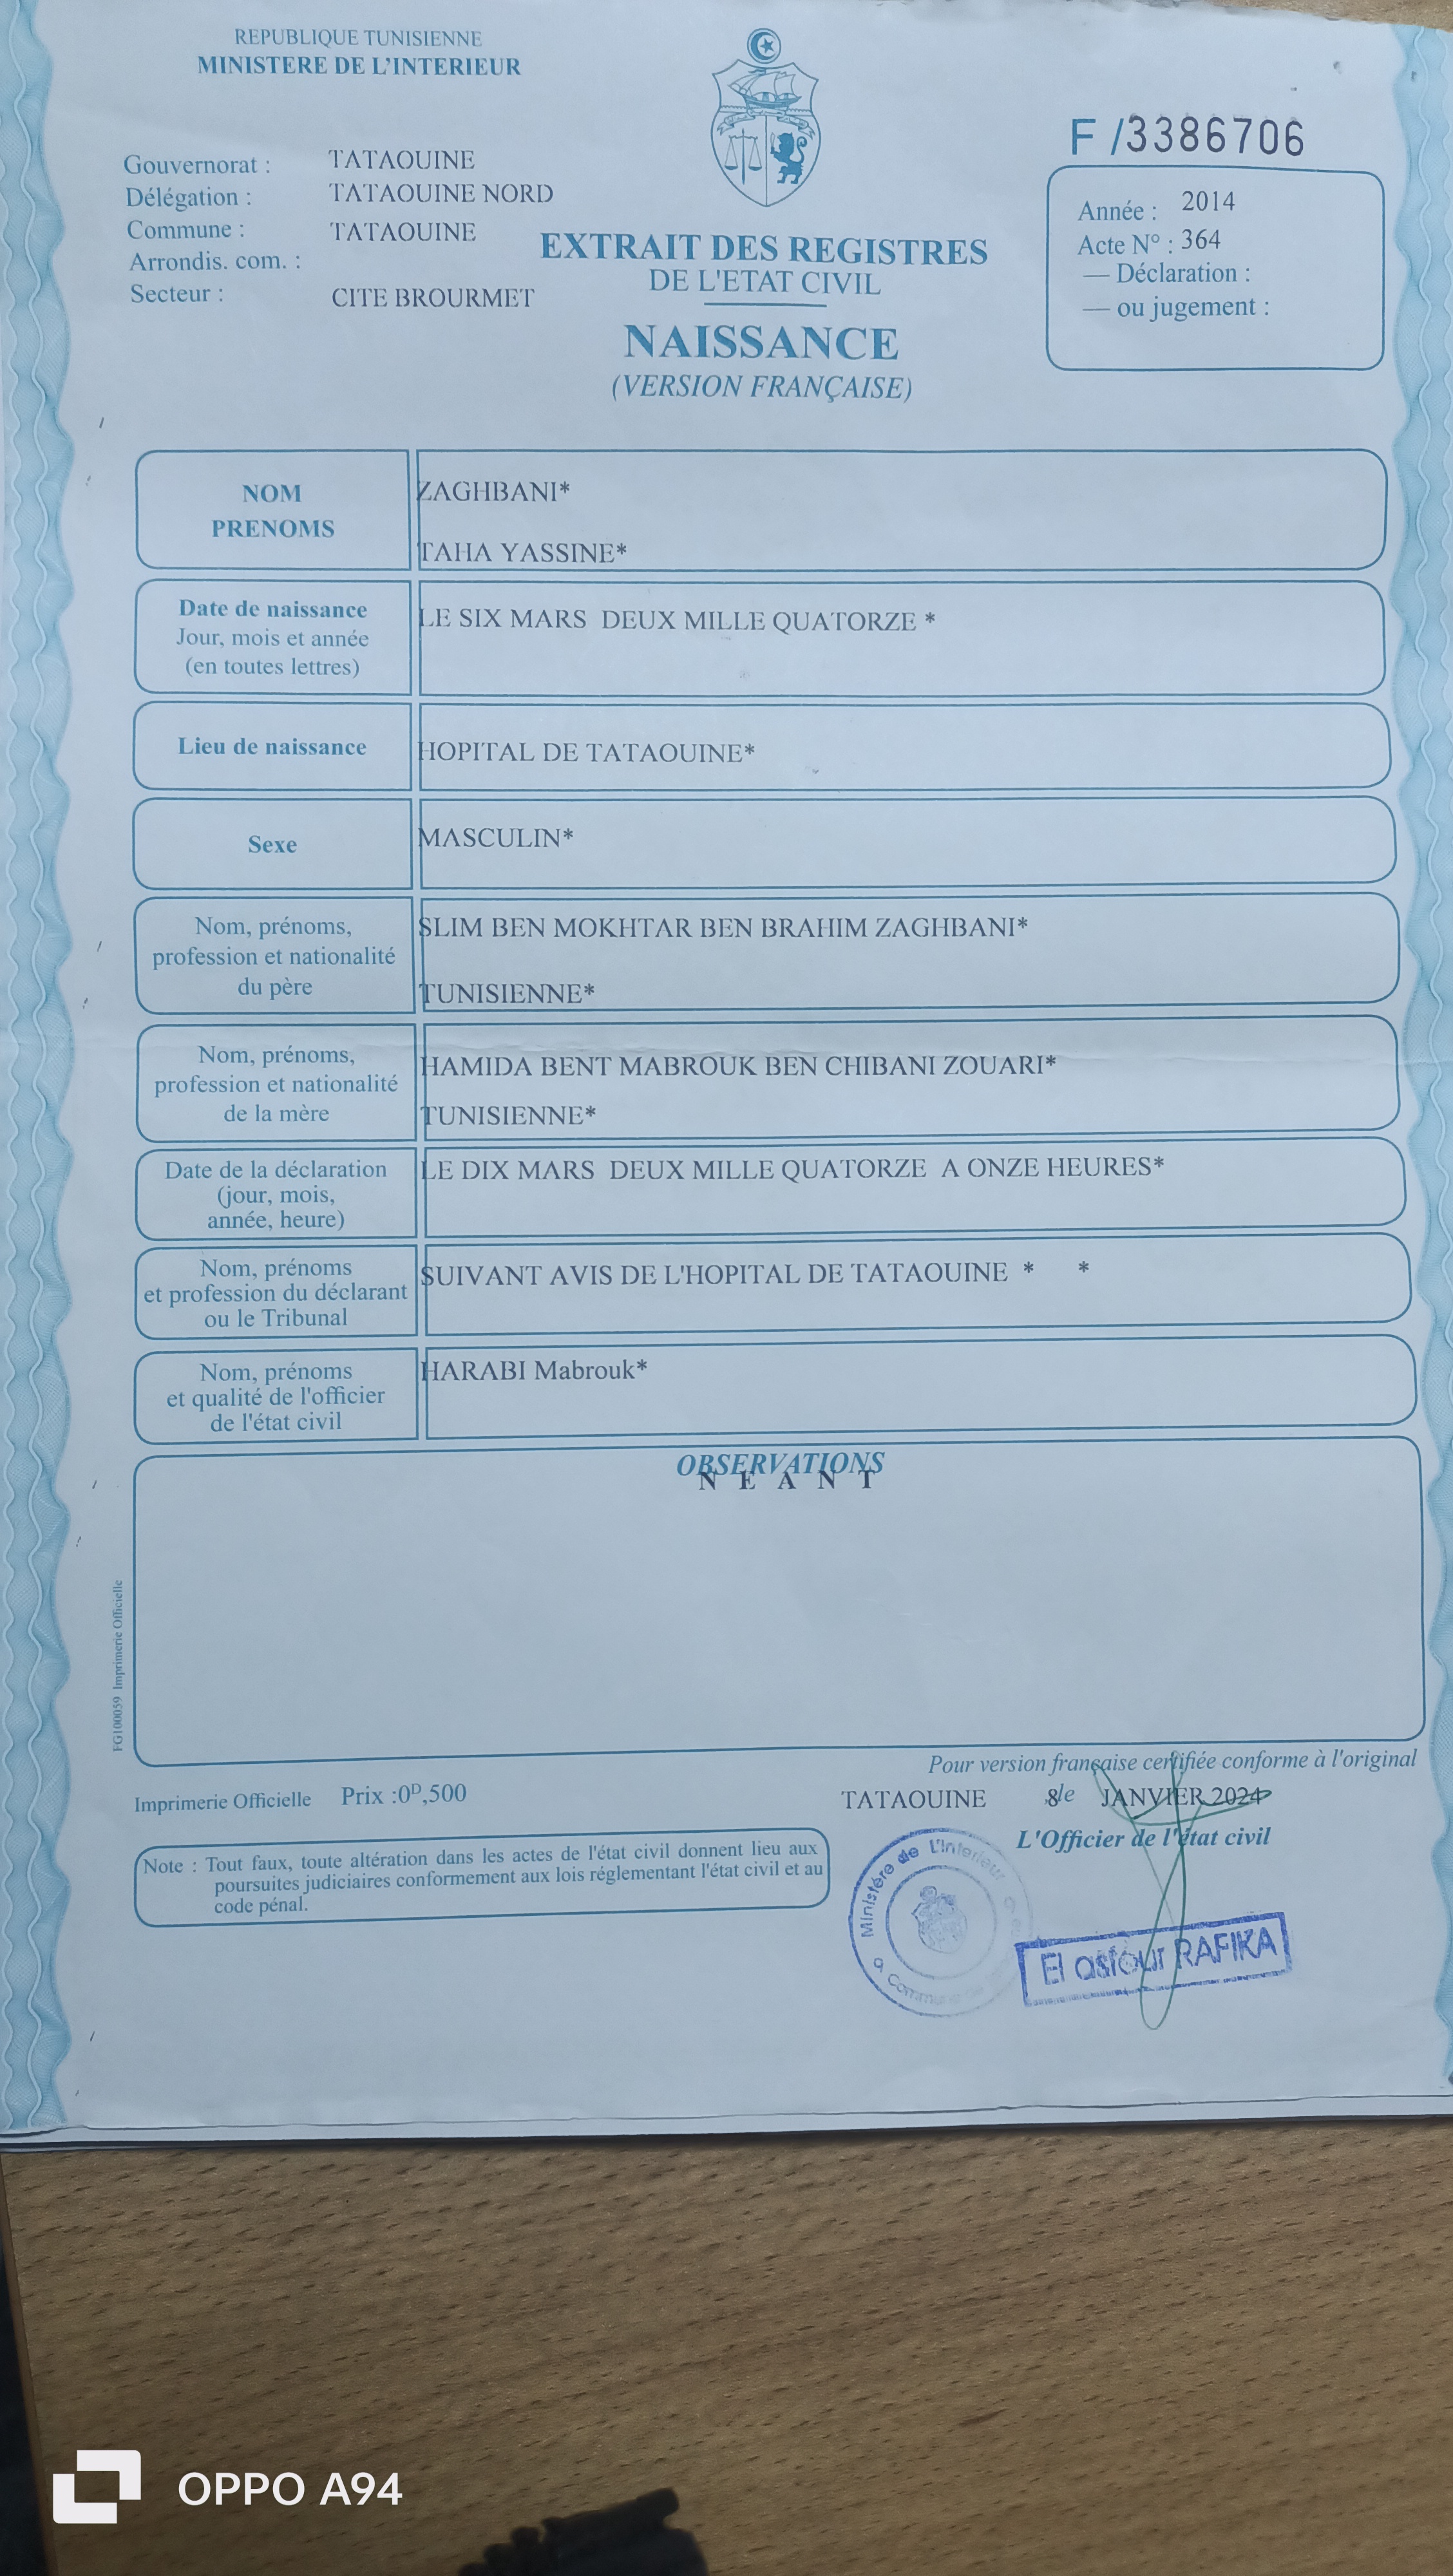 REPUBLIQUE TUNISIENNE
MINISTERE DE L'INTERIEUR
F /3386706
Gouvernorat : TATAOUINE
Délégation : TATAOUINE NORD
Commune : TATAOUINE
Arrondis. com. :
Secteur : CITE BROURMET
EXTRAIT DES REGISTRES
DE L'ETAT CIVIL
NAISSANCE
(VERSION FRANÇAISE)
Année : 2014
Acte N° : 364
— Déclaration :
— ou jugement :
NOM
PRENOMS
ZAGHBANI*
TAHA YASSINE*
Date de naissance
Jour, mois et année
(en toutes lettres)
LE SIX MARS DEUX MILLE QUATORZE *
Lieu de naissance
HOPITAL DE TATAOUINE*
Sexe
MASCULIN*
Nom, prénoms,
profession et nationalité
du père
SLIM BEN MOKHTAR BEN BRAHIM ZAGHBANI*
TUNISIENNE*
Nom, prénoms,
profession et nationalité
de la mère
HAMIDA BENT MABROUK BEN CHIBANI ZOUARI*
TUNISIENNE*
Date de la déclaration
(jour, mois,
année, heure)
LE DIX MARS DEUX MILLE QUATORZE A ONZE HEURES*
Nom, prénoms
et profession du déclarant
ou le Tribunal
SUIVANT AVIS DE L'HOPITAL DE TATAOUINE * *
Nom, prénoms
et qualité de l'officier
de l'état civil
HARABI Mabrouk*
OBSERVATIONS
N E A N T
FG100059 Imprimerie Officielle
Pour version française certifiée conforme à l'original
Imprimerie Officielle Prix :0D,500
TATAOUINE 8 le JANVIER 2024
L'Officier de l'état civil
Note : Tout faux, toute altération dans les actes de l'état civil donnent lieu aux
poursuites judiciaires conformement aux lois réglementant l'état civil et au
code pénal.
Ministère de L'Interieur
Commune
El asfour RAFIKA
OPPO A94